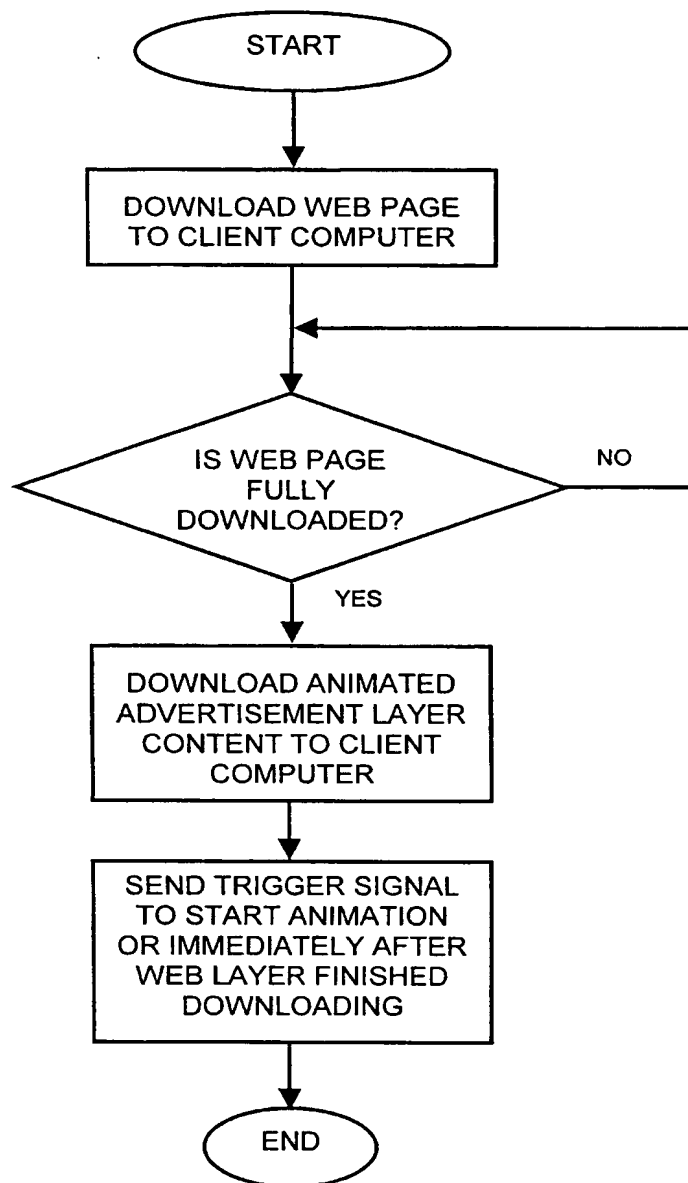 START
DOWNLOAD WEB PAGE
TO CLIENT COMPUTER
IS WEB PAGE
FULLY
DOWNLOADED?
NO
YES
DOWNLOAD ANIMATED
ADVERTISEMENT LAYER
CONTENT TO CLIENT
COMPUTER
SEND TRIGGER SIGNAL
TO START ANIMATION
OR IMMEDIATELY AFTER
WEB LAYER FINISHED
DOWNLOADING
END